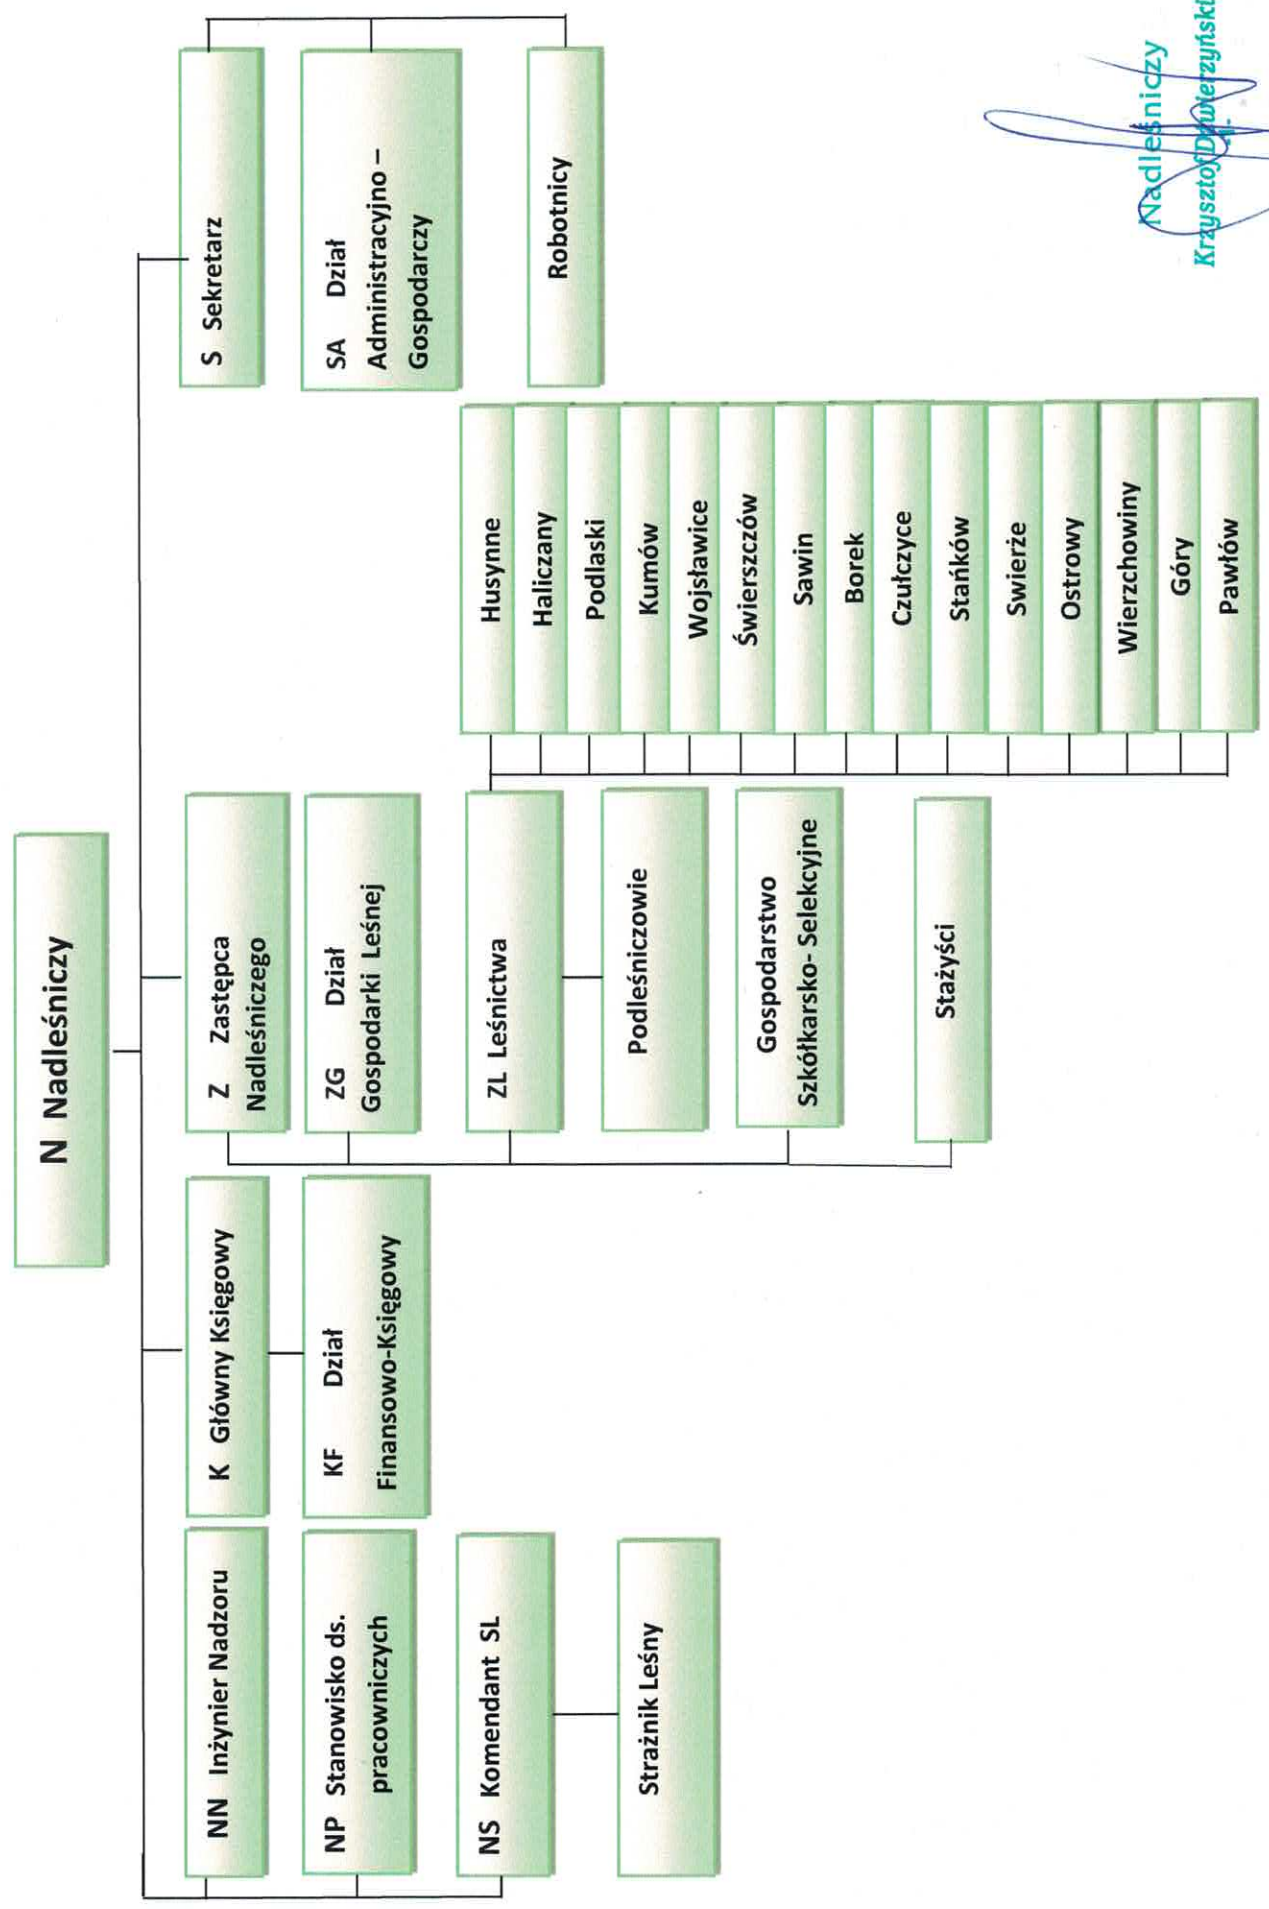 N Nadleśniczy
NN Inżynier Nadzoru
NP Stanowisko ds.
pracowniczych
NS Komendant SL
Strażnik Leśny
K Główny Księgowy
KF Dział
Finansowo-Księgowy
Z Zastępca
Nadleśniczego
ZG Dział
Gospodarki Leśnej
ZL Leśnictwa
Podleśniczowie
Gospodarstwo
Szkółkarsko- Selekcyjne
Stażyści
Husynne
Haliczany
Podlaski
Kumów
Wojsławice
Świerszczów
Sawin
Borek
Czułczyce
Stańków
Swierże
Ostrowy
Wierzchowiny
Góry
Pawłów
S Sekretarz
SA Dział
Administracyjno –
Gospodarczy
Robotnicy
Nadleśniczy
Krzysztof